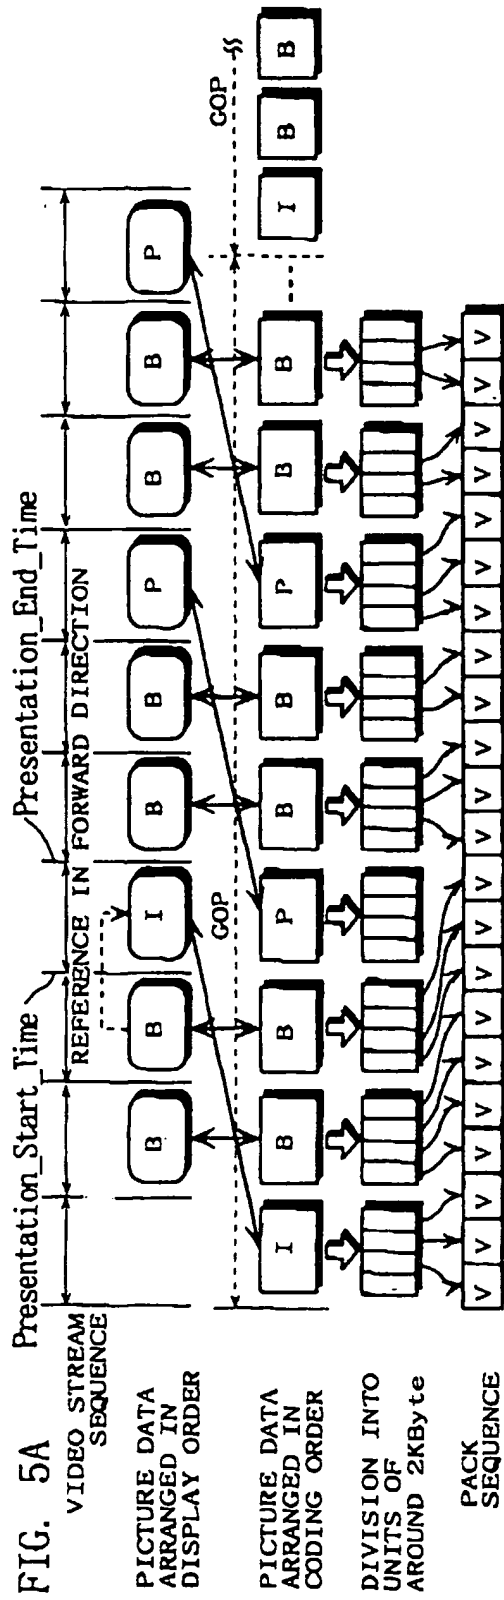 FIG. 5A
Presentation_Start_Time
Presentation_End_Time
VIDEO STREAM
SEQUENCE
REFERENCE IN FORWARD DIRECTION
PICTURE DATA
ARRANGED IN
DISPLAY ORDER
B B I B B P B B P
GOP GOP
PICTURE DATA
ARRANGED IN
CODING ORDER
I B B P B B P B B I B B
DIVISION INTO
UNITS OF
AROUND 2KByte
PACK
SEQUENCE
V V V V V V V V V V V V V V V V V V V V V V